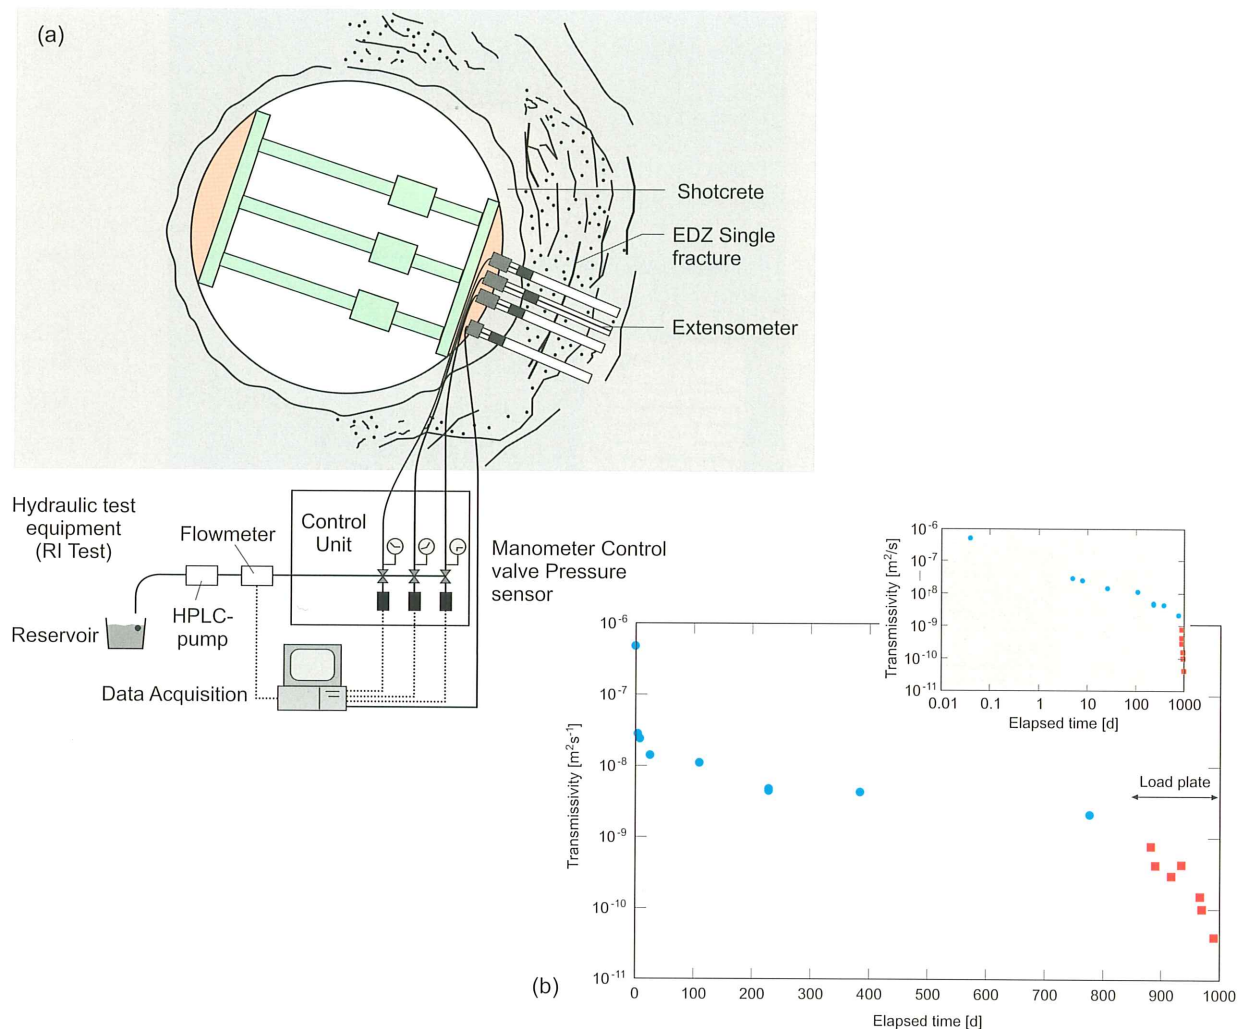 (a)
Shotcrete
EDZ Single
fracture
Extensometer
Hydraulic test
equipment
(RI Test)
Flowmeter
Control
Unit
Manometer Control
valve Pressure
sensor
HPLC-
pump
Reservoir
Data Acquisition
Transmissivity [m²/s]
10⁻⁶
10⁻⁷
10⁻⁸
10⁻⁹
10⁻¹⁰
10⁻¹¹
0.01 0.1 1 10 100 1000
Elapsed time [d]
Transmissivity [m²s⁻¹]
10⁻⁶
10⁻⁷
10⁻⁸
10⁻⁹
10⁻¹⁰
10⁻¹¹
Load plate
0 100 200 300 400 500 600 700 800 900 1000
Elapsed time [d]
(b)